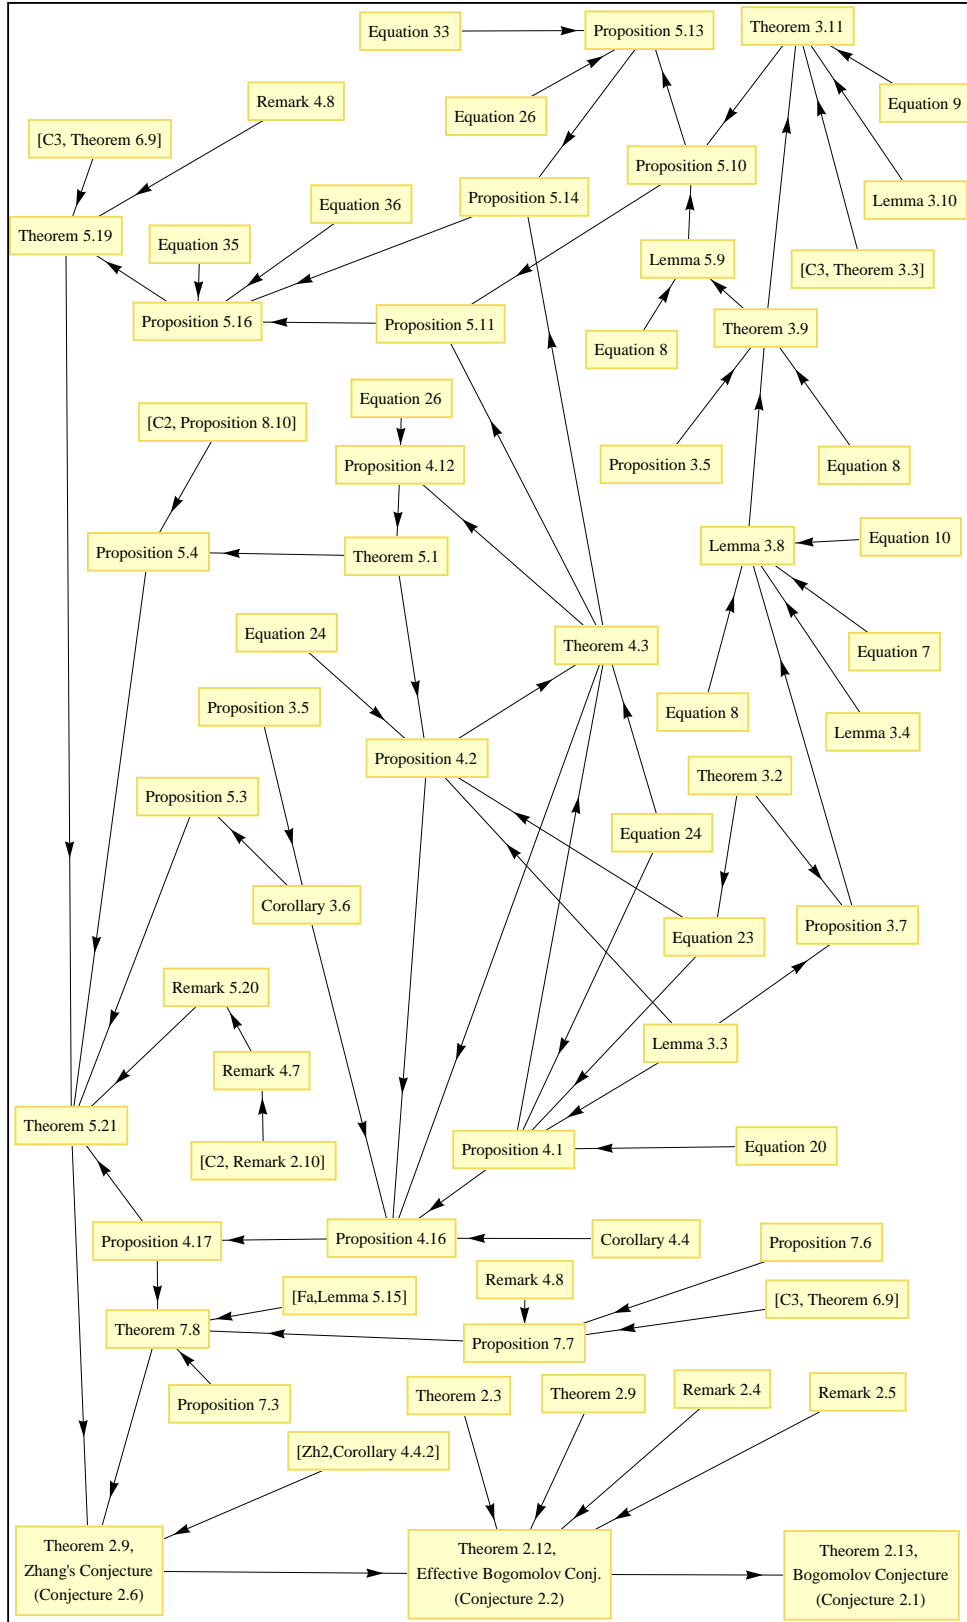 Theorem 3.11
Equation 33
Proposition 5.13
Remark 4.8
Equation 9
Equation 26
[C3, Theorem 6.9]
Proposition 5.10
Proposition 5.14
Lemma 3.10
Equation 36
Theorem 5.19
Equation 35
Lemma 5.9
[C3, Theorem 3.3]
Proposition 5.16
Proposition 5.11
Theorem 3.9
Equation 8
Equation 26
[C2, Proposition 8.10]
Proposition 4.12
Proposition 3.5
Equation 8
Equation 10
Proposition 5.4
Theorem 5.1
Lemma 3.8
Equation 24
Theorem 4.3
Equation 7
Proposition 3.5
Equation 8
Lemma 3.4
Proposition 4.2
Theorem 3.2
Proposition 5.3
Equation 24
Corollary 3.6
Equation 23
Proposition 3.7
Remark 5.20
Lemma 3.3
Remark 4.7
Theorem 5.21
Proposition 4.1
Equation 20
[C2, Remark 2.10]
Proposition 4.17
Proposition 4.16
Corollary 4.4
Proposition 7.6
Remark 4.8
[Fa,Lemma 5.15]
[C3, Theorem 6.9]
Theorem 7.8
Proposition 7.7
Proposition 7.3
Theorem 2.3
Theorem 2.9
Remark 2.4
Remark 2.5
[Zh2,Corollary 4.4.2]
Theorem 2.9,
Zhang's Conjecture
(Conjecture 2.6)
Theorem 2.12,
Effective Bogomolov Conj.
(Conjecture 2.2)
Theorem 2.13,
Bogomolov Conjecture
(Conjecture 2.1)